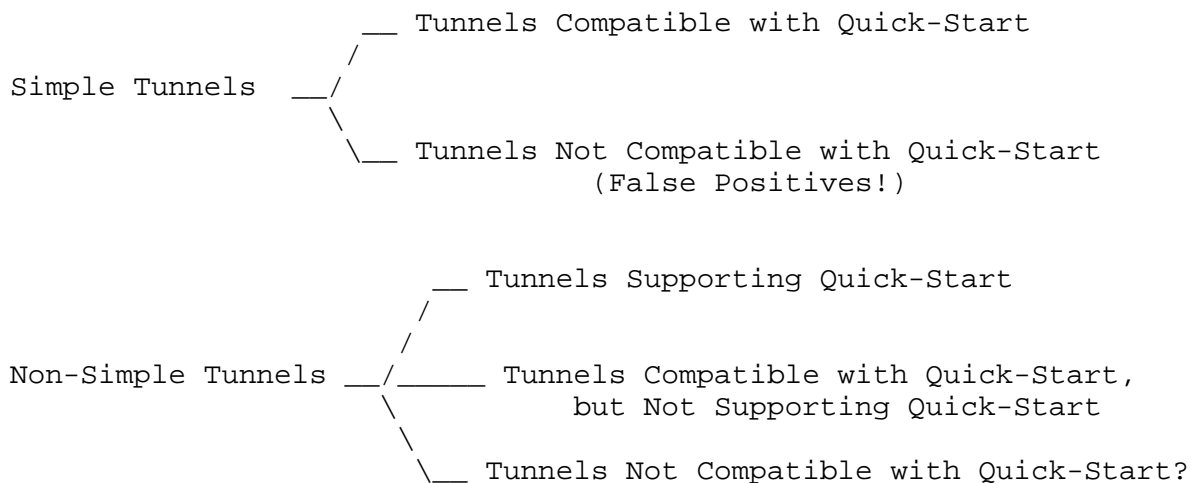 Tunnels Compatible with Quick-Start
Simple Tunnels
Tunnels Not Compatible with Quick-Start
(False Positives!)
Tunnels Supporting Quick-Start
Non-Simple Tunnels
Tunnels Compatible with Quick-Start,
but Not Supporting Quick-Start
Tunnels Not Compatible with Quick-Start?